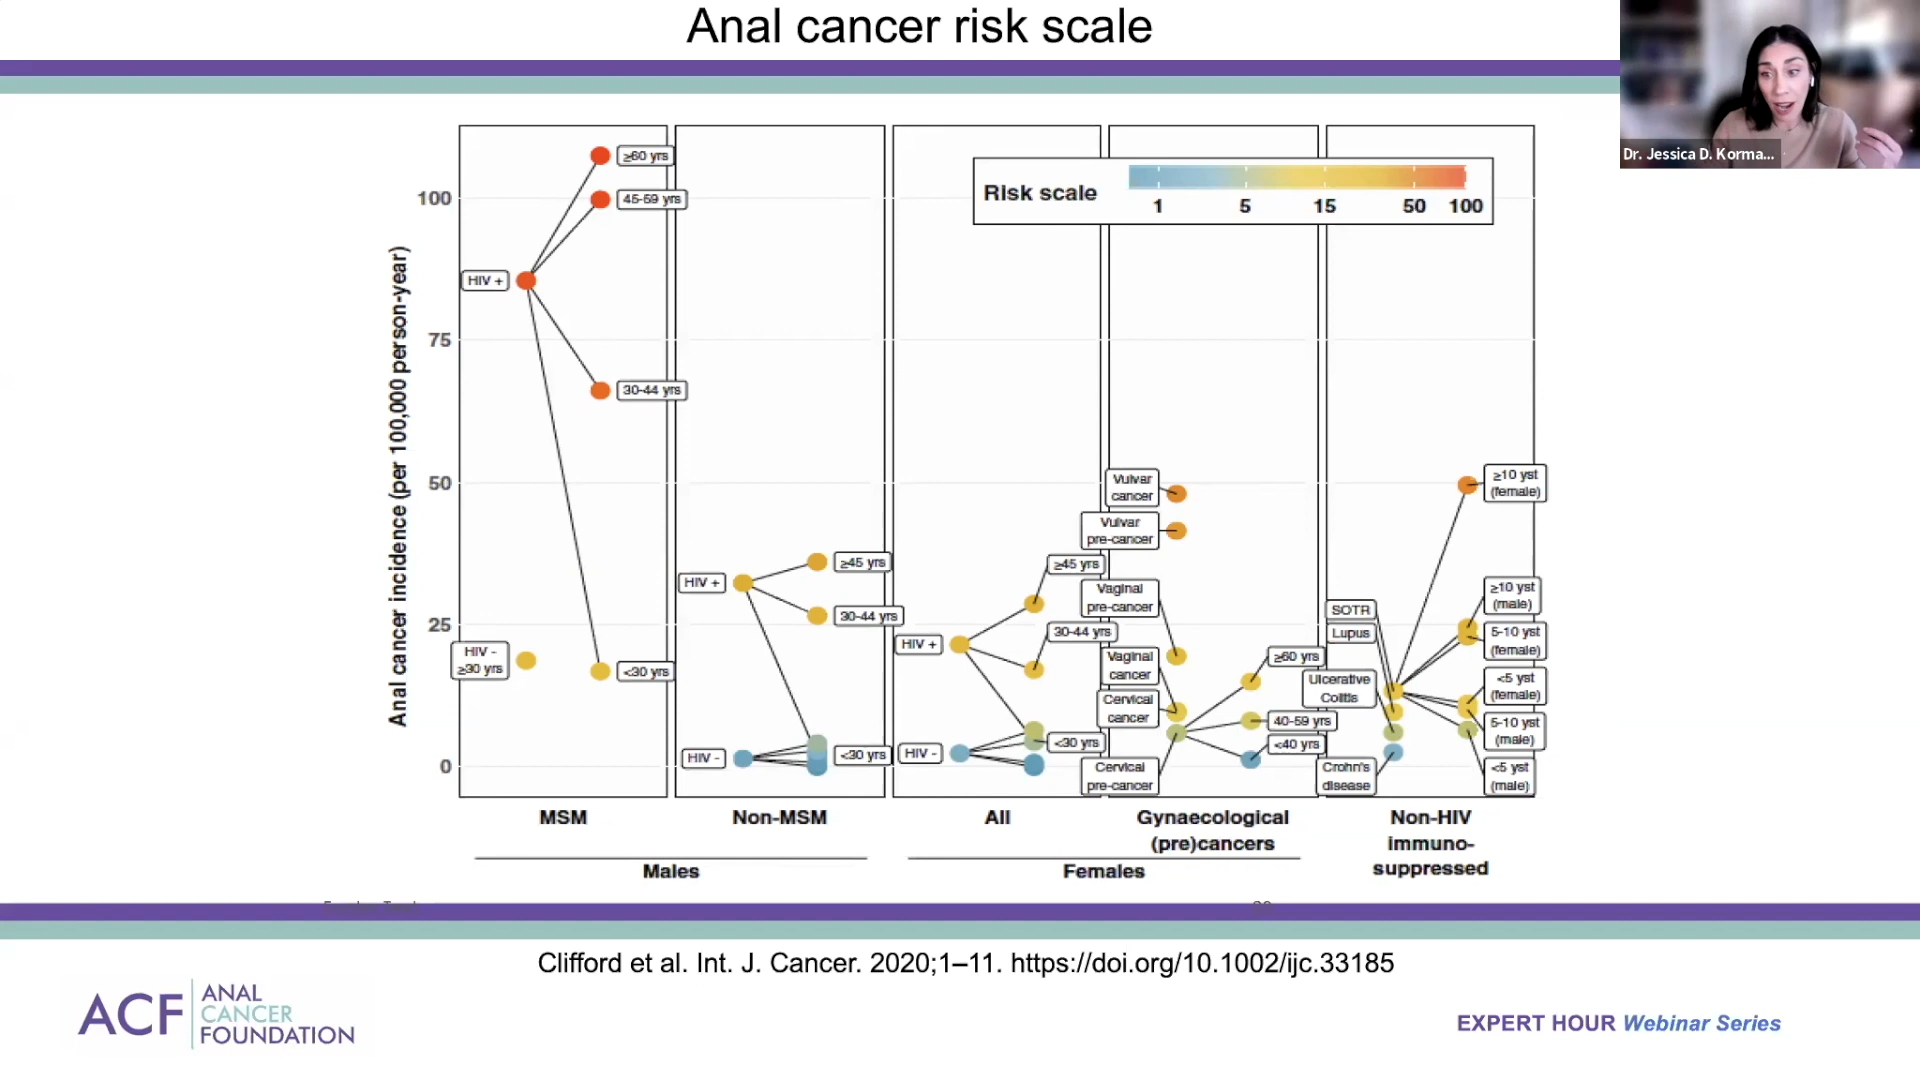 Anal cancer risk scale
Dr. Jessica D. Korma...
Anal cancer incidence (per 100,000 person-year)
100
75
50
25
0
Risk scale
1 5 15 50 100
≥60 yrs
45-59 yrs
HIV +
30-44 yrs
HIV -
≥30 yrs
<30 yrs
HIV +
≥45 yrs
30-44 yrs
HIV -
<30 yrs
HIV +
≥45 yrs
30-44 yrs
HIV -
<30 yrs
Vulvar
cancer
Vulvar
pre-cancer
Vaginal
pre-cancer
Vaginal
cancer
Cervical
cancer
Cervical
pre-cancer
≥60 yrs
40-59 yrs
<40 yrs
SOTR
Lupus
Ulcerative
Colitis
Crohn's
disease
≥10 yst
(female)
≥10 yst
(male)
5-10 yst
(female)
<5 yst
(female)
5-10 yst
(male)
<5 yst
(male)
MSM
Non-MSM
All
Gynaecological
(pre)cancers
Non-HIV
immuno-
suppressed
Males
Females
Clifford et al. Int. J. Cancer. 2020;1–11. https://doi.org/10.1002/ijc.33185
ACF
ANAL
CANCER
FOUNDATION
EXPERT HOUR Webinar Series